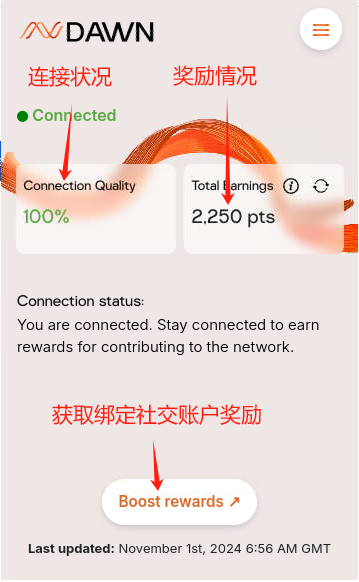 DAWN
连接状况
奖励情况
Connected
Connection Quality
Total Earnings
100%
2,250 pts
Connection status:
You are connected. Stay connected to earn
rewards for contributing to the network.
获取绑定社交账户奖励
Boost rewards ↗
Last updated: November 1st, 2024 6:56 AM GMT